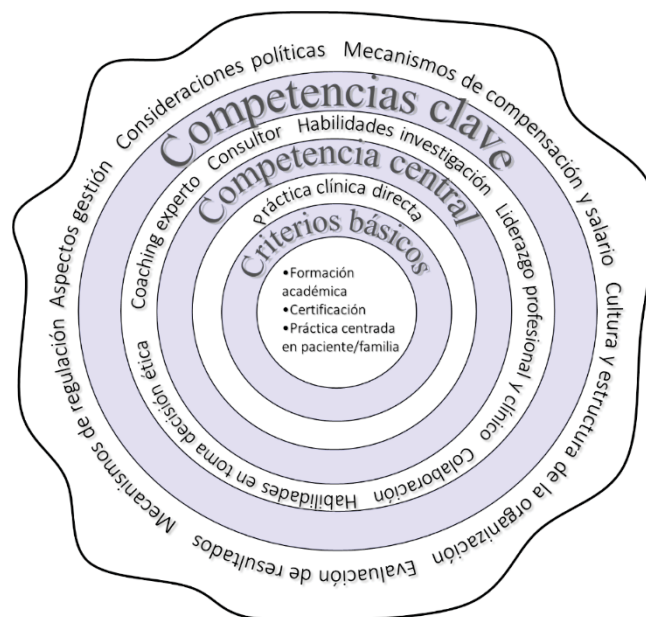 Consideraciones políticas
Mecanismos de compensación y salario
Cultura y estructura de la organización
Evaluación de resultados
Mecanismos de regulación
Aspectos gestión
Competencias clave
Coaching experto
Consultor
Habilidades investigación
Liderazgo profesional y clínico
Colaboración
Habilidades en toma decisión ética
Competencia central
Práctica clínica directa
Criterios básicos
•Formación
académica
•Certificación
•Práctica centrada
en paciente/familia